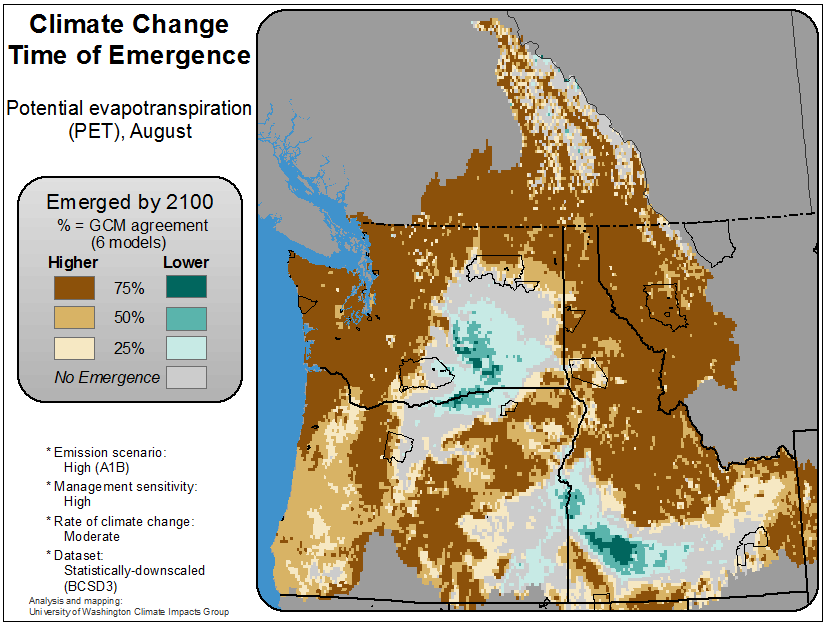 Climate Change
Time of Emergence
Potential evapotranspiration
(PET), August
Emerged by 2100
% = GCM agreement
(6 models)
Higher Lower
75%
50%
25%
No Emergence
* Emission scenario:
High (A1B)
* Management sensitivity:
High
* Rate of climate change:
Moderate
* Dataset:
Statistically-downscaled
(BCSD3)
Analysis and mapping:
University of Washington Climate Impacts Group